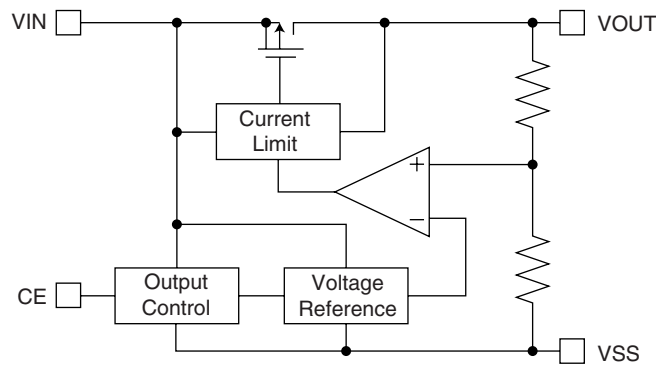 VIN
VOUT
Current
Limit
+
−
CE
Output
Control
Voltage
Reference
VSS